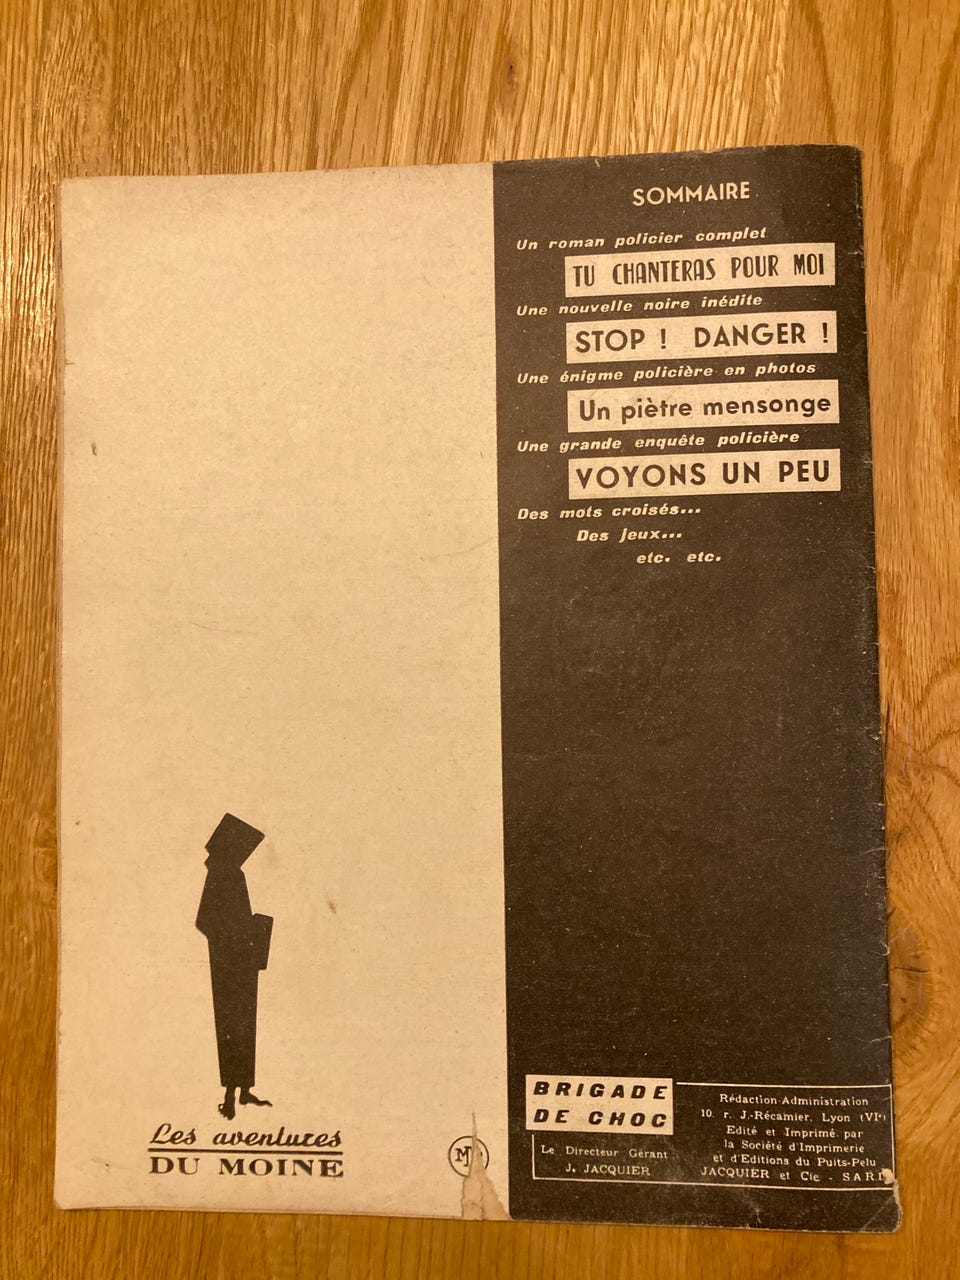 SOMMAIRE
Un roman policier complet
TU CHANTERAS POUR MOI
Une nouvelle noire inédite
STOP ! DANGER !
Une énigme policière en photos
Un piètre mensonge
Une grande enquête policière
VOYONS UN PEU
Des mots croisés...
Des Jeux...
etc. etc.
Les aventures
DU MOINE
BRIGADE
DE CHOC
Le Directeur Gérant
J. JACQUIER
Rédaction-Administration
10, r. J.-Récamier, Lyon (VIe)
Edité et Imprimé par
la Société d'Imprimerie
et d'Editions du Puits-Pelu
JACQUIER et Cie - SARL